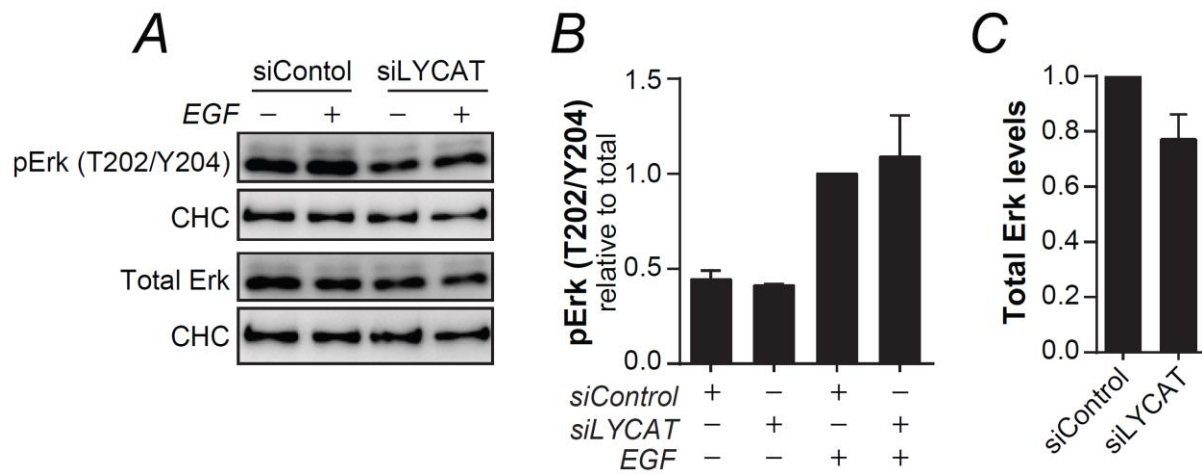 A
siContol siLYCAT
EGF – + – +
pErk (T202/Y204)
CHC
Total Erk
CHC
B
pErk (T202/Y204)
relative to total
1.5
1.0
0.5
0.0
siControl + – + –
siLYCAT – + – +
EGF – – + +
C
Total Erk levels
1.0
0.8
0.6
0.4
0.2
0.0
siControl
siLYCAT